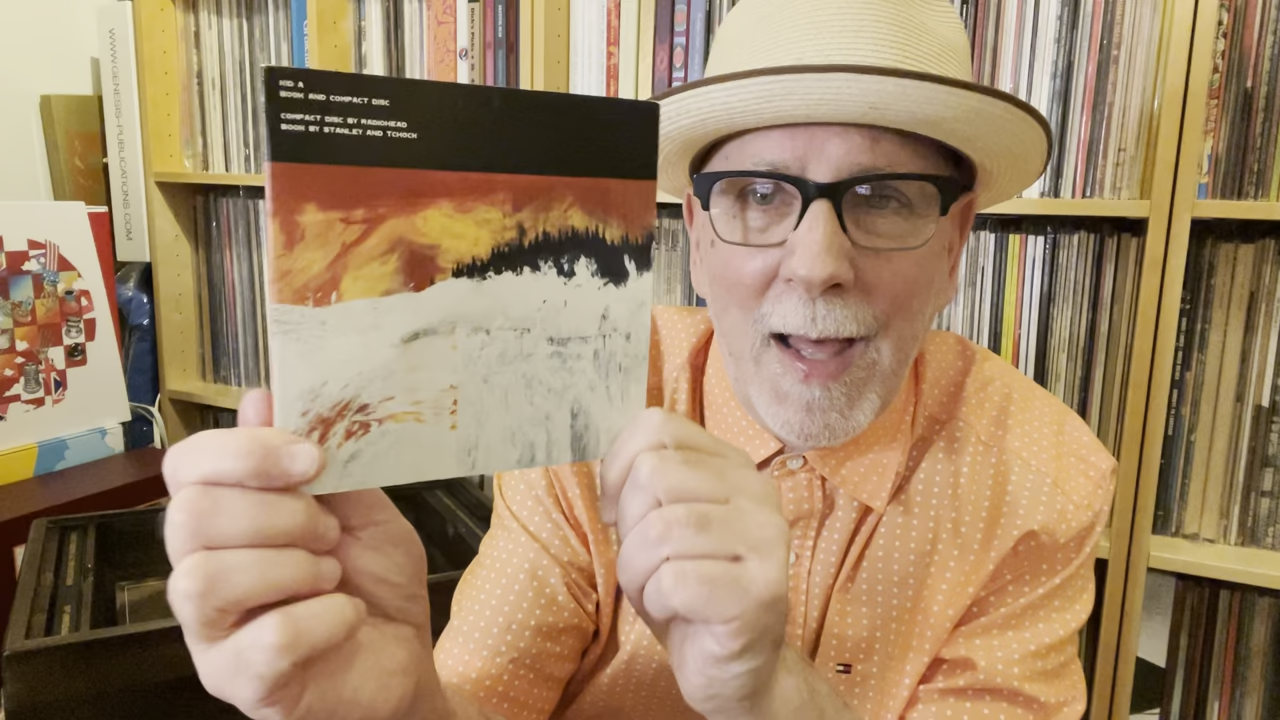 KID A
BOOK AND COMPACT DISC
COMPACT DISC BY RADIOHEAD
BOOK BY STANLEY AND TCHOCK
WWW.GENESIS-PUBLICATIONS.COM